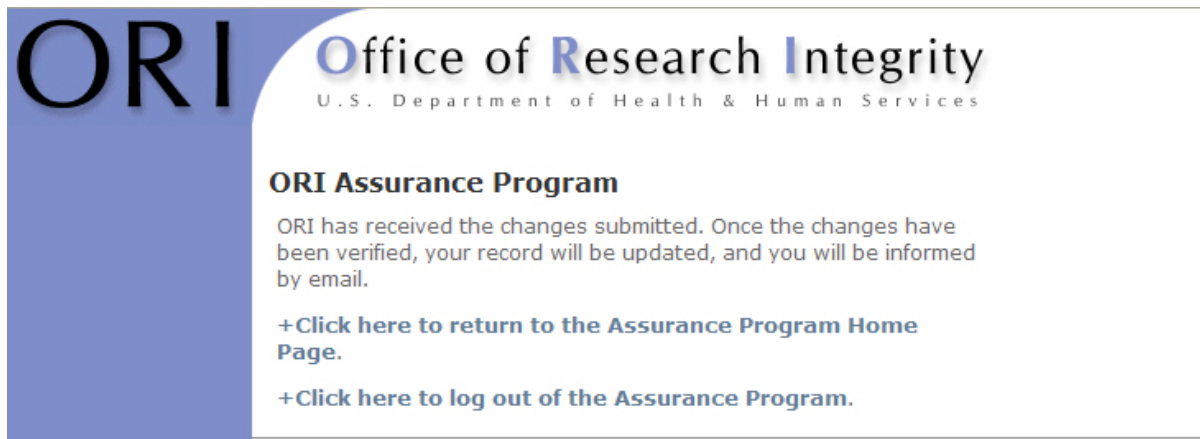 ORI
Office of Research Integrity
U.S. Department of Health & Human Services
ORI Assurance Program
ORI has received the changes submitted. Once the changes have
been verified, your record will be updated, and you will be informed
by email.
+Click here to return to the Assurance Program Home
Page.
+Click here to log out of the Assurance Program.